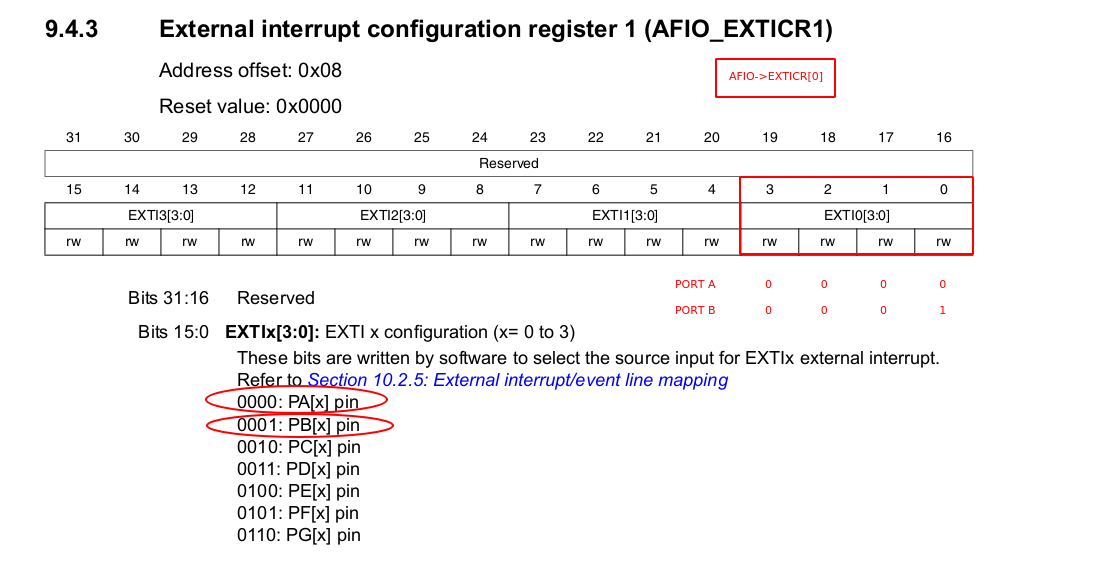 9.4.3 External interrupt configuration register 1 (AFIO_EXTICR1)
Address offset: 0x08
AFIO->EXTICR[0]
Reset value: 0x0000
31 30 29 28 27 26 25 24 23 22 21 20 19 18 17 16
Reserved
15 14 13 12 11 10 9 8 7 6 5 4 3 2 1 0
EXTI3[3:0] EXTI2[3:0] EXTI1[3:0] EXTI0[3:0]
rw rw rw rw rw rw rw rw rw rw rw rw rw rw rw rw
PORT A 0 0 0 0
Bits 31:16 Reserved
PORT B 0 0 0 1
Bits 15:0 EXTIx[3:0]: EXTI x configuration (x= 0 to 3)
These bits are written by software to select the source input for EXTIx external interrupt.
Refer to Section 10.2.5: External interrupt/event line mapping
0000: PA[x] pin
0001: PB[x] pin
0010: PC[x] pin
0011: PD[x] pin
0100: PE[x] pin
0101: PF[x] pin
0110: PG[x] pin